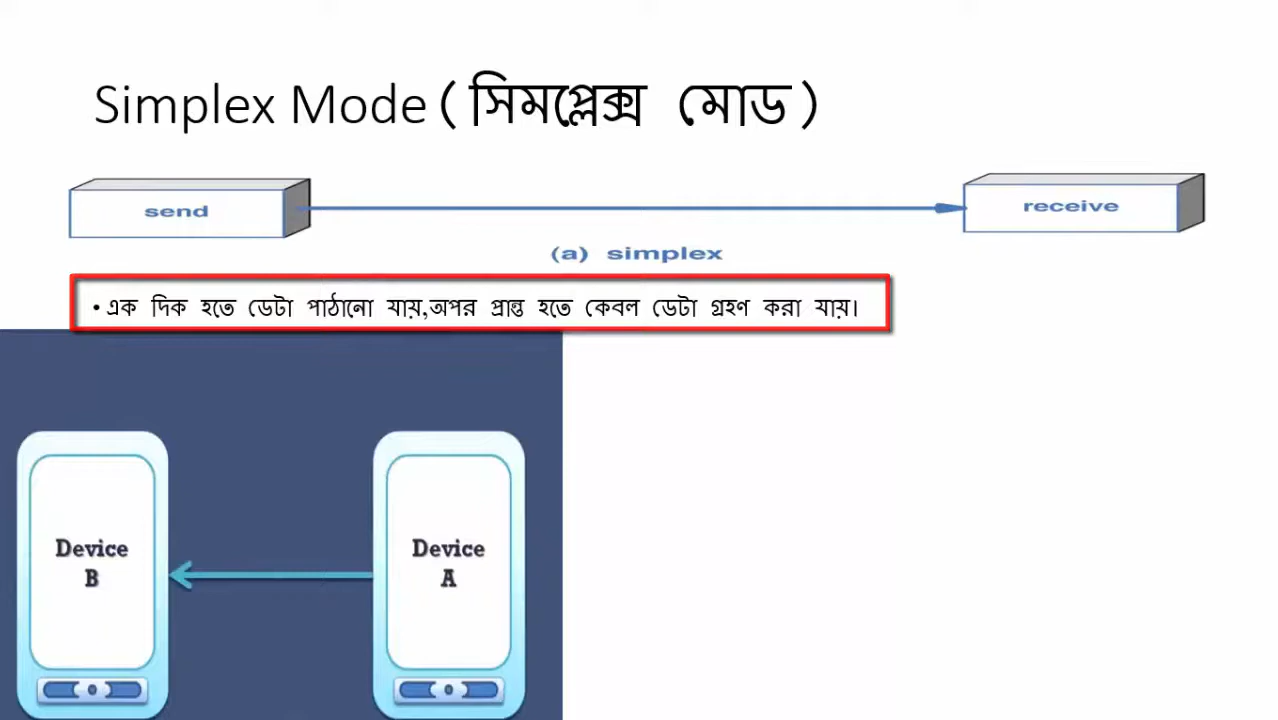 Simplex Mode ( সিমপ্লেক্স মোড )
send
receive
(a) simplex
• এক দিক হতে ডেটা পাঠানো যায়,অপর প্রান্ত হতে কেবল ডেটা গ্রহণ করা যায়।
Device
B
Device
A